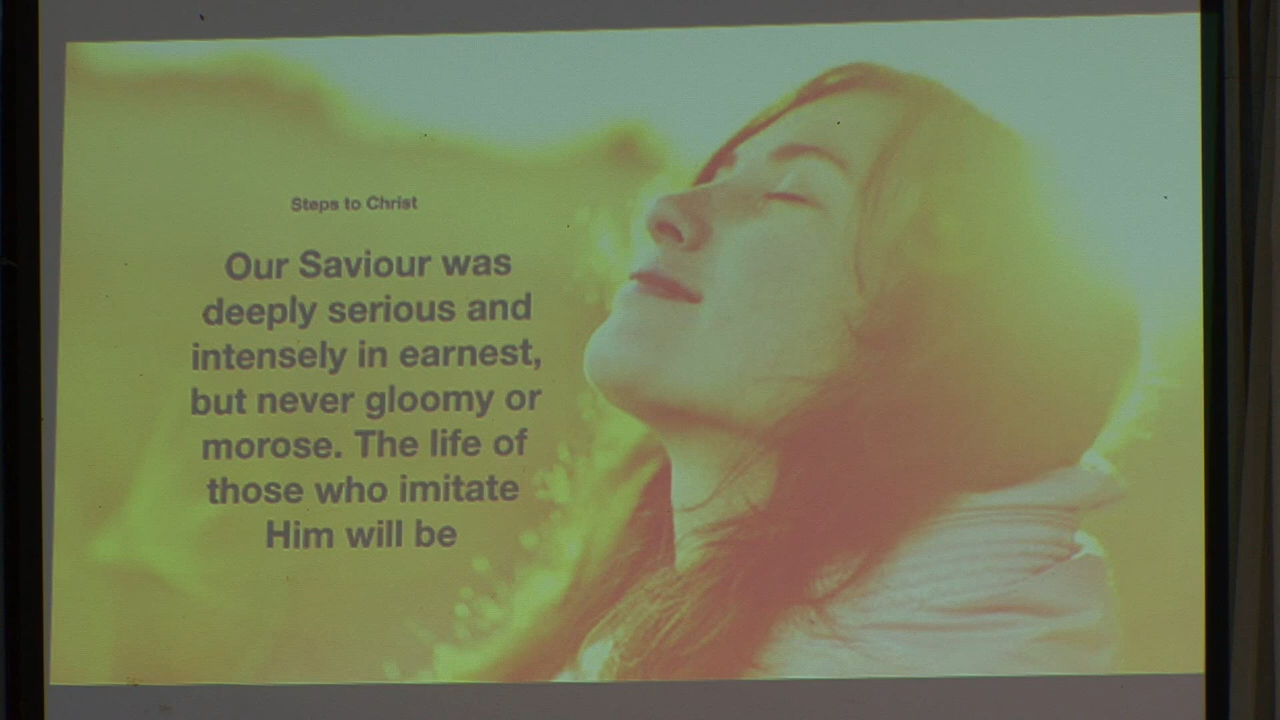 Steps to Christ
Our Saviour was
deeply serious and
intensely in earnest,
but never gloomy or
morose. The life of
those who imitate
Him will be